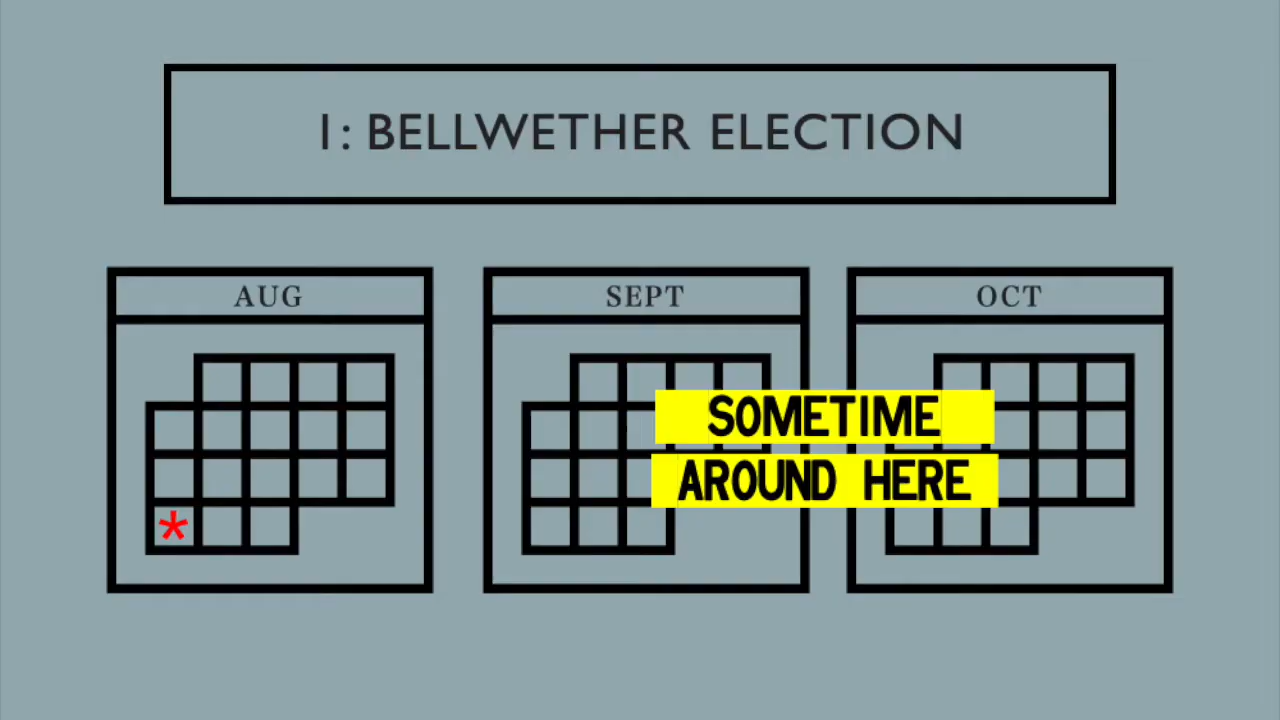 1: BELLWETHER ELECTION
AUG
SEPT
OCT
SOMETIME
AROUND HERE
*